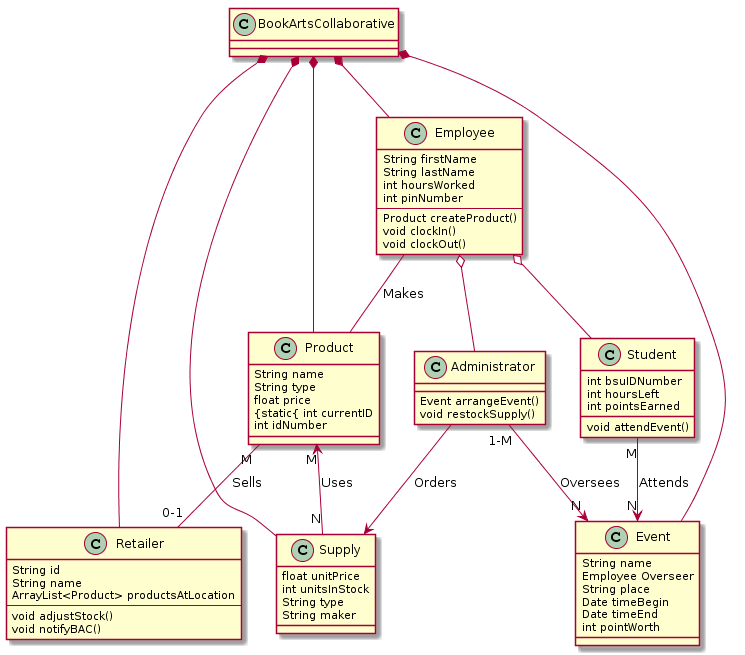 C BookArtsCollaborative
C Employee
String firstName
String lastName
int hoursWorked
int pinNumber
Product createProduct()
void clockIn()
void clockOut()
Makes
C Product
String name
String type
float price
{static{ int currentID
int idNumber
C Administrator
Event arrangeEvent()
void restockSupply()
C Student
int bsuIDNumber
int hoursLeft
int pointsEarned
void attendEvent()
M
Sells
0-1
M
Uses
N
Orders
1-M
Oversees
N
M
Attends
N
C Retailer
String id
String name
ArrayList<Product> productsAtLocation
void adjustStock()
void notifyBAC()
C Supply
float unitPrice
int unitsInStock
String type
String maker
C Event
String name
Employee Overseer
String place
Date timeBegin
Date timeEnd
int pointWorth